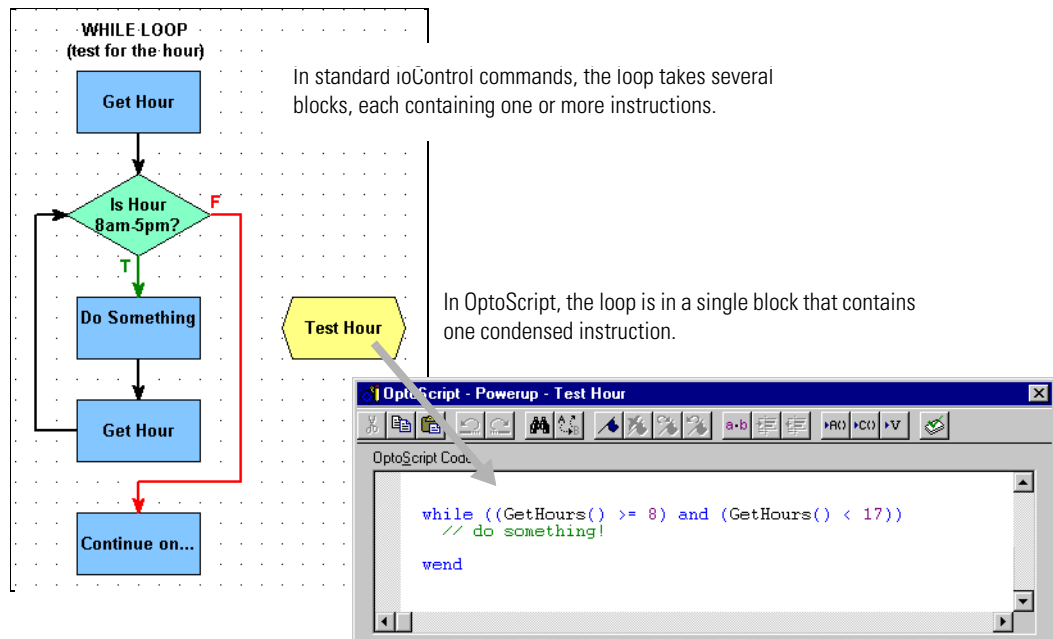 WHILE LOOP
(test for the hour)
Get Hour
In standard ioControl commands, the loop takes several
blocks, each containing one or more instructions.
Is Hour
8am-5pm?
F
T
Do Something
Get Hour
Continue on...
Test Hour
In OptoScript, the loop is in a single block that contains
one condensed instruction.
OptoScript - Powerup - Test Hour
a-b
A()
C()
V
OptoScript Code
while ((GetHours() >= 8) and (GetHours() < 17))
// do something!
wend